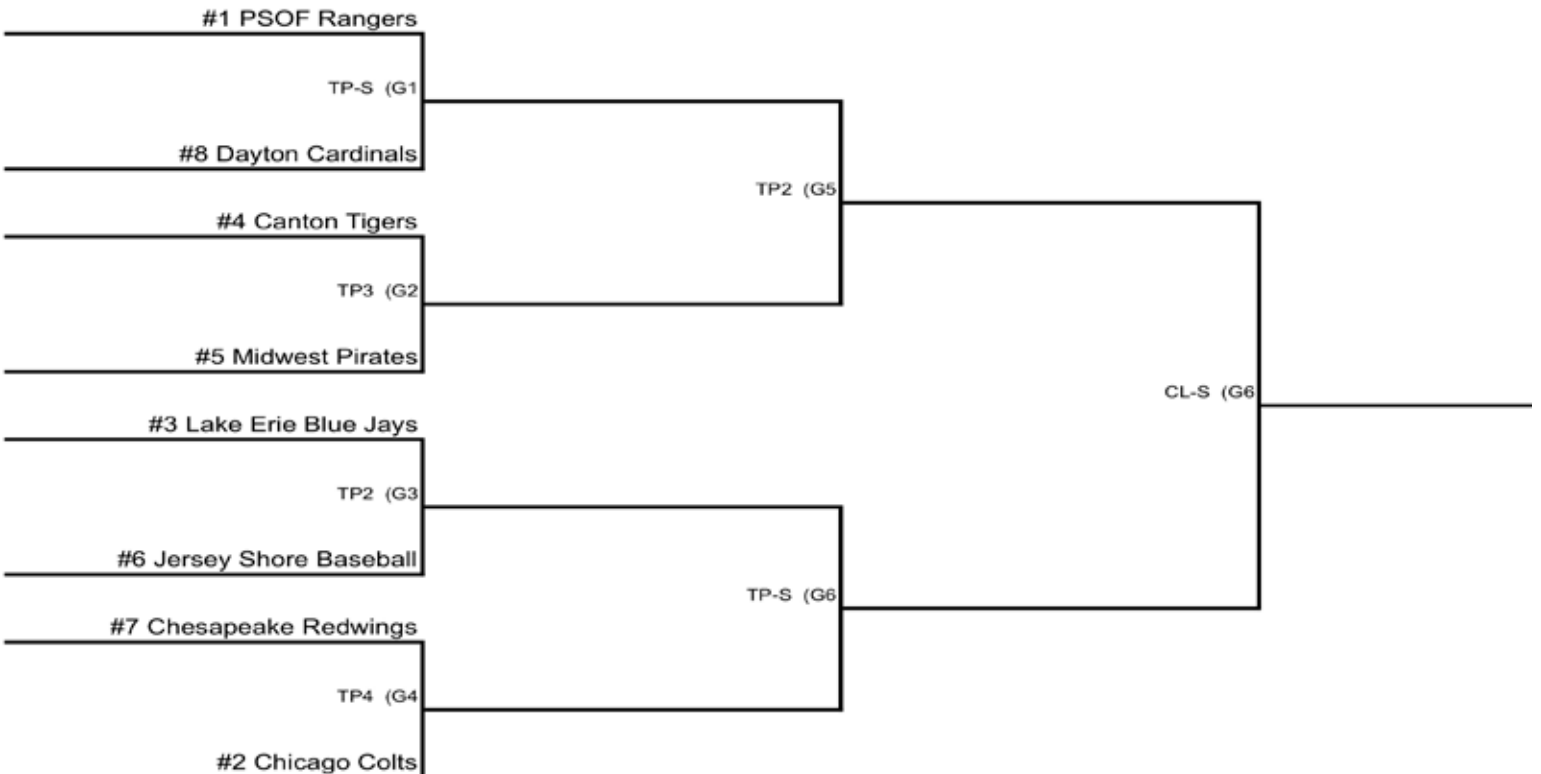 #1 PSOF Rangers
TP-S (G1
#8 Dayton Cardinals
TP2 (G5
#4 Canton Tigers
TP3 (G2
#5 Midwest Pirates
CL-S (G6
#3 Lake Erie Blue Jays
TP2 (G3
#6 Jersey Shore Baseball
TP-S (G6
#7 Chesapeake Redwings
TP4 (G4
#2 Chicago Colts